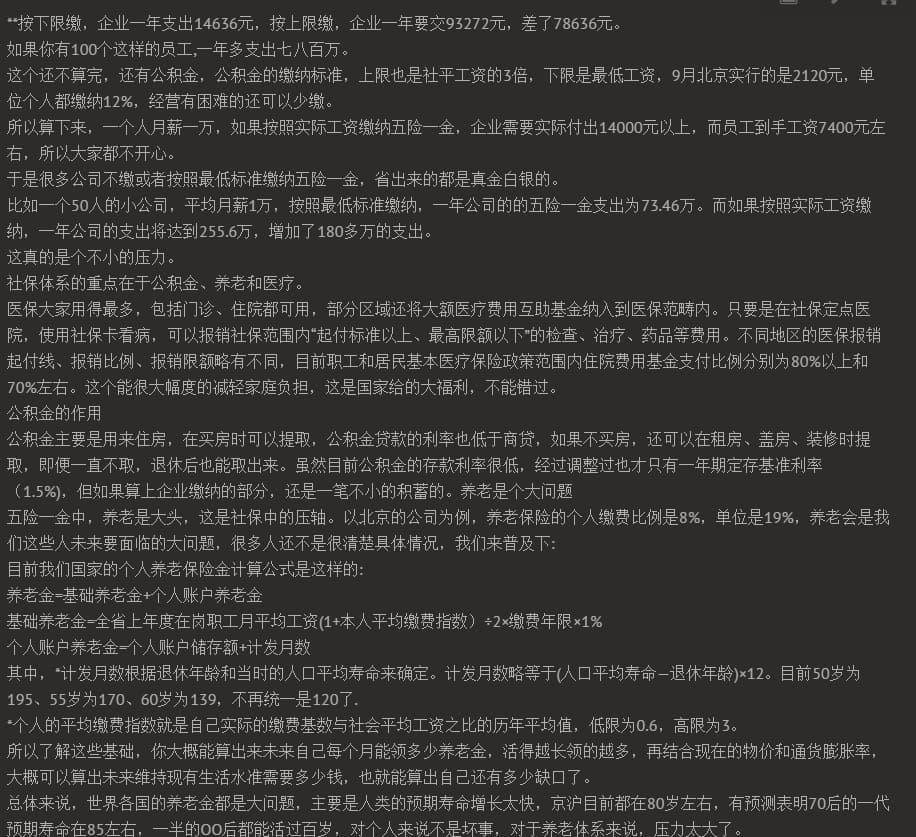 **按下限缴，企业一年支出14636元，按上限缴，企业一年要交93272元，差了78636元。
如果你有100个这样的员工,一年多支出七八百万。
这个还不算完，还有公积金，公积金的缴纳标准，上限也是社平工资的3倍，下限是最低工资，9月北京实行的是2120元，单
位个人都缴纳12%，经营有困难的还可以少缴。
所以算下来，一个人月薪一万，如果按照实际工资缴纳五险一金，企业需要实际付出14000元以上，而员工到手工资7400元左
右，所以大家都不开心。
于是很多公司不缴或者按照最低标准缴纳五险一金，省出来的都是真金白银的。
比如一个50人的小公司，平均月薪1万，按照最低标准缴纳，一年公司的的五险一金支出为73.46万。而如果按照实际工资缴
纳，一年公司的支出将达到255.6万，增加了180多万的支出。
这真的是个不小的压力。
社保体系的重点在于公积金、养老和医疗。
医保大家用得最多，包括门诊、住院都可用，部分区域还将大额医疗费用互助基金纳入到医保范畴内。只要是在社保定点医
院，使用社保卡看病，可以报销社保范围内“起付标准以上、最高限额以下”的检查、治疗、药品等费用。不同地区的医保报销
起付线、报销比例、报销限额略有不同，目前职工和居民基本医疗保险政策范围内住院费用基金支付比例分别为80%以上和
70%左右。这个能很大幅度的减轻家庭负担，这是国家给的大福利，不能错过。
公积金的作用
公积金主要是用来住房，在买房时可以提取，公积金贷款的利率也低于商贷，如果不买房，还可以在租房、盖房、装修时提
取，即便一直不取，退休后也能取出来。虽然目前公积金的存款利率很低，经过调整过也才只有一年期定存基准利率
（1.5%)，但如果算上企业缴纳的部分，还是一笔不小的积蓄的。养老是个大问题
五险一金中，养老是大头，这是社保中的压轴。以北京的公司为例，养老保险的个人缴费比例是8%，单位是19%，养老会是我
们这些人未来要面临的大问题，很多人还不是很清楚具体情况，我们来普及下:
目前我们国家的个人养老保险金计算公式是这样的:
养老金=基础养老金+个人账户养老金
基础养老金=全省上年度在岗职工月平均工资(1+本人平均缴费指数）÷2×缴费年限×1%
个人账户养老金=个人账户储存额+计发月数
其中，*计发月数根据退休年龄和当时的人口平均寿命来确定。计发月数略等于(人口平均寿命－退休年龄)×12。目前50岁为
195、55岁为170、60岁为139，不再统一是120了.
*个人的平均缴费指数就是自己实际的缴费基数与社会平均工资之比的历年平均值，低限为0.6，高限为3。
所以了解这些基础，你大概能算出来未来自己每个月能领多少养老金，活得越长领的越多，再结合现在的物价和通货膨胀率，
大概可以算出未来维持现有生活水准需要多少钱，也就能算出自己还有多少缺口了。
总体来说，世界各国的养老金都是大问题，主要是人类的预期寿命增长太快，京沪目前都在80岁左右，有预测表明70后的一代
预期寿命在85左右，一半的OO后都能活过百岁，对个人来说不是坏事，对于养老体系来说，压力太大了。